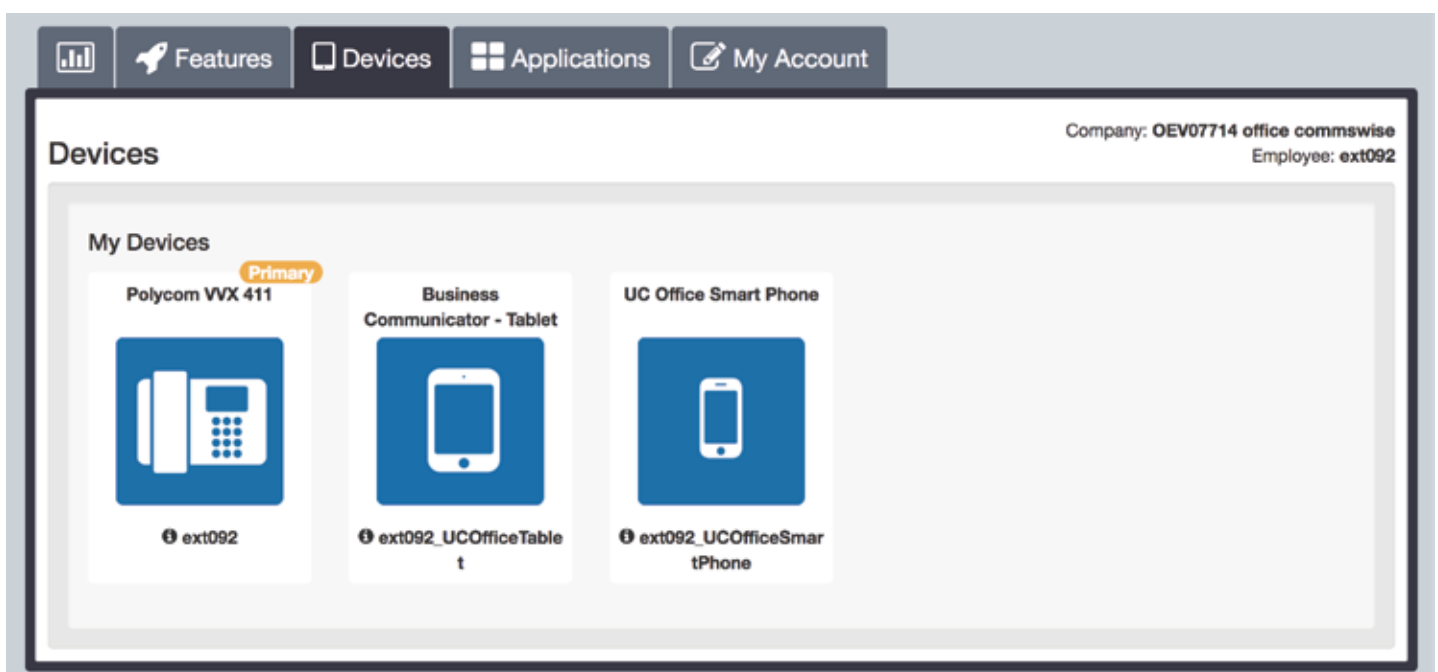 Features
Devices
Applications
My Account
Company: OEV07714 office commswise
Employee: ext092
Devices
My Devices
Primary
Polycom VVX 411
Business
Communicator - Tablet
UC Office Smart Phone
ext092
ext092_UCOfficeTable
t
ext092_UCOfficeSmar
tPhone